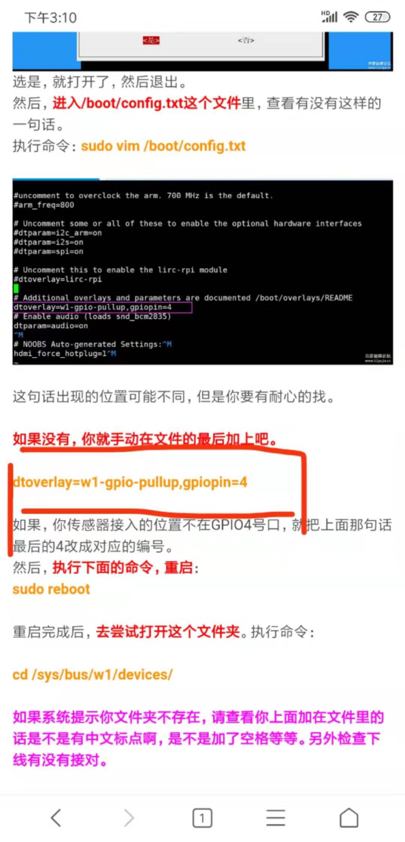 下午3:10
27
<是>
<否>
选是，就打开了，然后退出。
然后，进入/boot/config.txt这个文件里，查看有没有这样的
一句话。
执行命令：sudo vim /boot/config.txt
#uncomment to overclock the arm. 700 MHz is the default.
#arm_freq=800
# Uncomment some or all of these to enable the optional hardware interfaces
#dtparam=i2c_arm=on
#dtparam=i2s=on
#dtparam=spi=on
# Uncomment this to enable the lirc-rpi module
#dtoverlay=lirc-rpi
# Additional overlays and parameters are documented /boot/overlays/README
dtoverlay=w1-gpio-pullup,gpiopin=4
# Enable audio (loads snd_bcm2835)
dtparam=audio=on
^M
# NOOBS Auto-generated Settings:^M
hdmi_force_hotplug=1^M
~
这句话出现的位置可能不同，但是你要有耐心的找。
如果没有，你就手动在文件的最后加上吧。
dtoverlay=w1-gpio-pullup,gpiopin=4
如果，你传感器接入的位置不在GPIO4号口，就把上面那句话
最后的4改成对应的编号。
然后，执行下面的命令，重启：
sudo reboot
重启完成后，去尝试打开这个文件夹。执行命令：
cd /sys/bus/w1/devices/
如果系统提示你文件夹不存在，请查看你上面加在文件里的
话是不是有中文标点啊，是不是加了空格等等。另外检查下
线有没有接对。
1